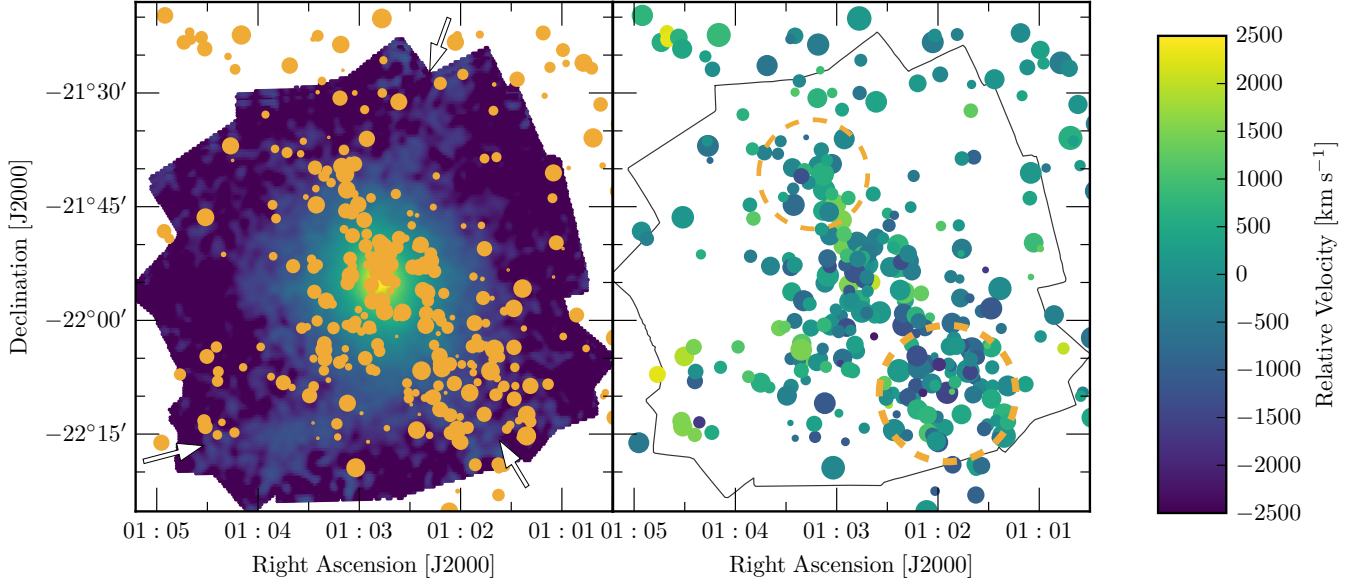 −21°30′
−21°45′
−22°00′
−22°15′
Declination [J2000]
01 : 05
01 : 04
01 : 03
01 : 02
01 : 01
Right Ascension [J2000]
01 : 05
01 : 04
01 : 03
01 : 02
01 : 01
Right Ascension [J2000]
2500
2000
1500
1000
500
0
−500
−1000
−1500
−2000
−2500
Relative Velocity [km s⁻¹]